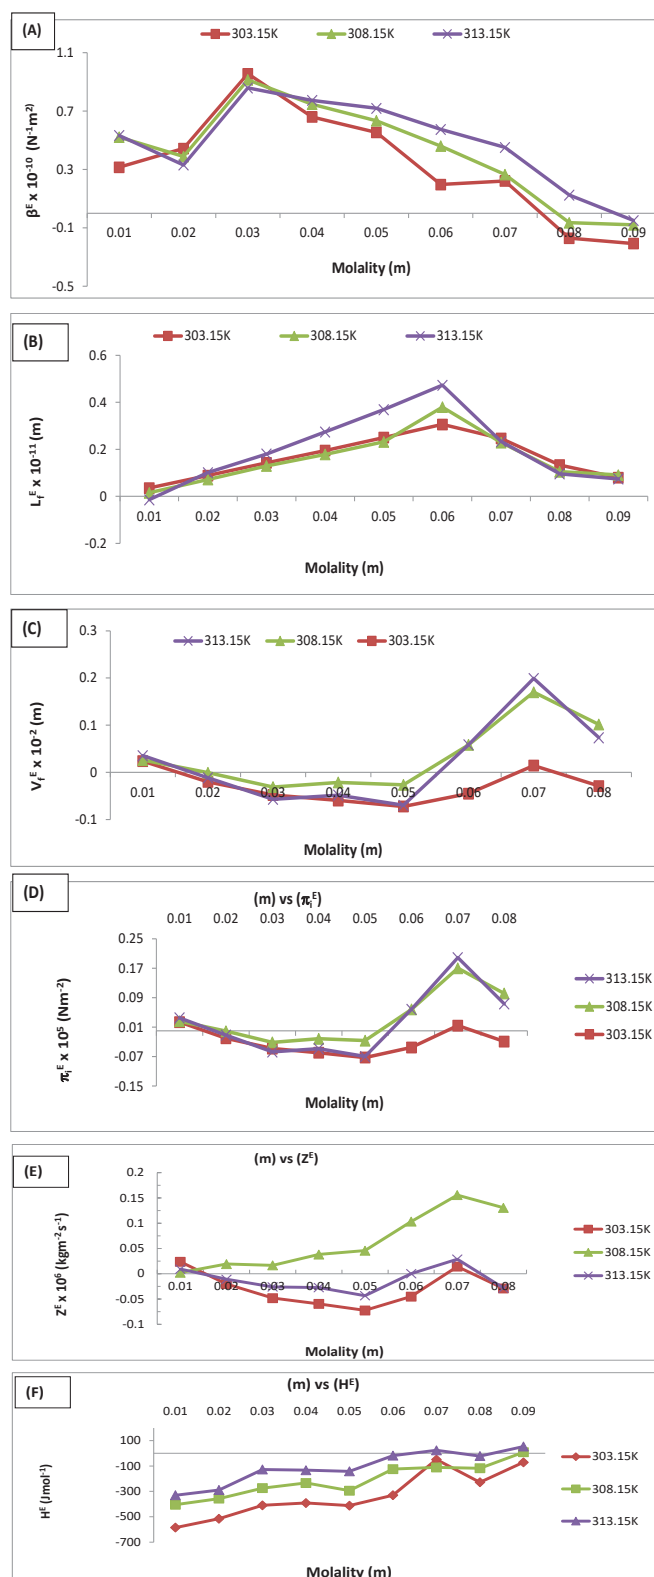 (A)
303.15K 308.15K 313.15K
1.1
0.7
0.3
-0.1
-0.5
βᴱ x 10⁻¹⁰ (N⁻¹m²)
0.01 0.02 0.03 0.04 0.05 0.06 0.07 0.08 0.09
Molality (m)
(B)
303.15K 308.15K 313.15K
0.6
0.4
0.2
0
-0.2
L_fᴱ x 10⁻¹¹ (m)
0.01 0.02 0.03 0.04 0.05 0.06 0.07 0.08 0.09
Molality (m)
(C)
313.15K 308.15K 303.15K
0.3
0.2
0.1
0
-0.1
V_fᴱ x 10⁻² (m)
0.01 0.02 0.03 0.04 0.05 0.06 0.07 0.08
Molality (m)
(D)
(m) vs (π_iᴱ)
0.01 0.02 0.03 0.04 0.05 0.06 0.07 0.08
0.25
0.17
0.09
0.01
-0.07
-0.15
π_iᴱ x 10⁵ (Nm⁻²)
313.15K
308.15K
303.15K
Molality (m)
(E)
(m) vs (Zᴱ)
0.2
0.15
0.1
0.05
0
-0.05
-0.1
Zᴱ x 10⁶ (kgm⁻²s⁻¹)
0.01 0.02 0.03 0.04 0.05 0.06 0.07 0.08
303.15K
308.15K
313.15K
Molality (m)
(F)
(m) vs (Hᴱ)
0.01 0.02 0.03 0.04 0.05 0.06 0.07 0.08 0.09
100
-100
-300
-500
-700
Hᴱ (Jmol⁻¹)
303.15K
308.15K
313.15K
Molality (m)